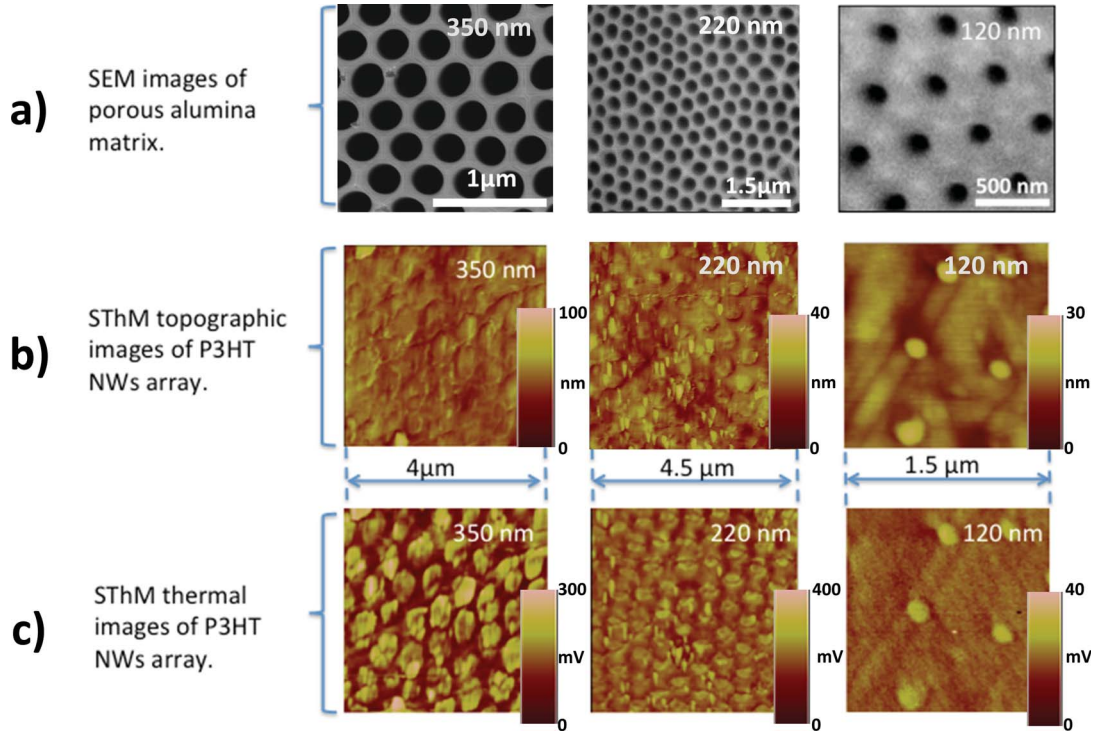 a)
SEM images of
porous alumina
matrix.
350 nm
1µm
220 nm
1.5µm
120 nm
500 nm
b)
SThM topographic
images of P3HT
NWs array.
350 nm
100
nm
0
220 nm
40
nm
0
120 nm
30
nm
0
4µm
4.5 µm
1.5 µm
c)
SThM thermal
images of P3HT
NWs array.
350 nm
300
mV
0
220 nm
400
mV
0
120 nm
40
mV
0